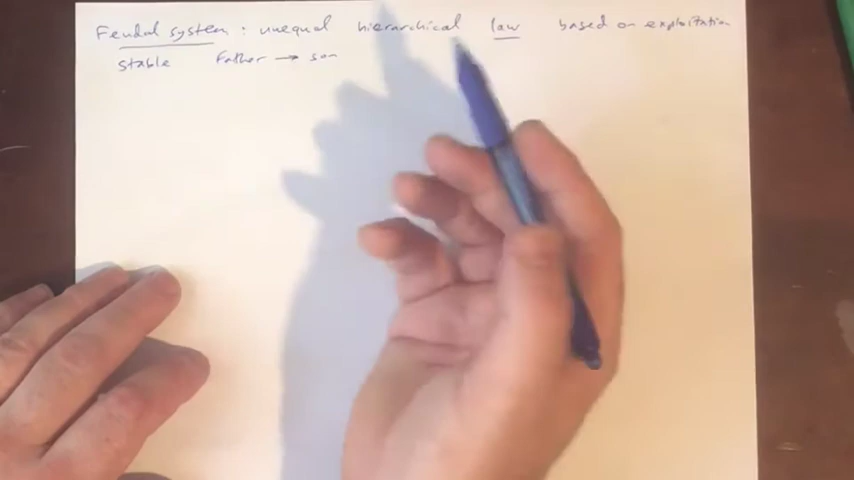 Feudal system : unequal hierarchical law based on exploitation
stable Father → son